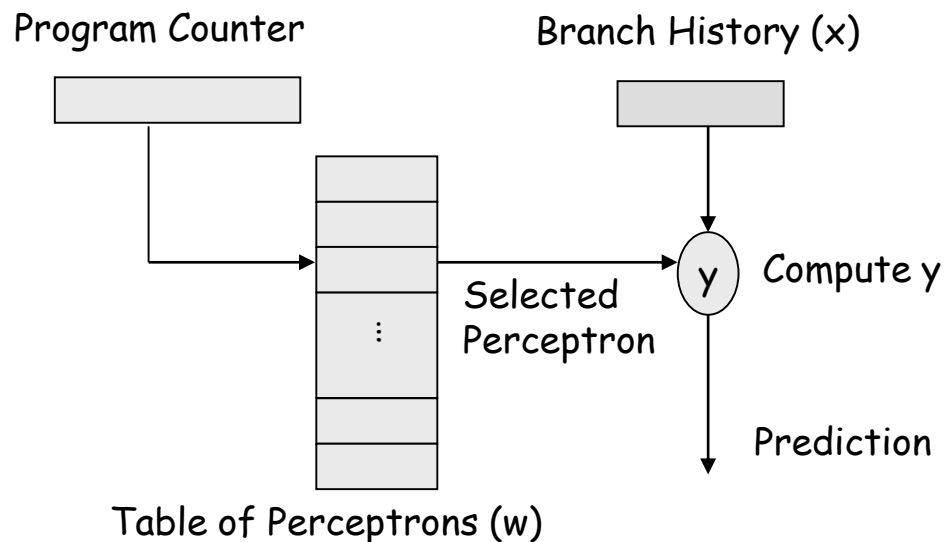 Program Counter
Branch History (x)
y
Compute y
Selected
Perceptron
...
Prediction
Table of Perceptrons (w)